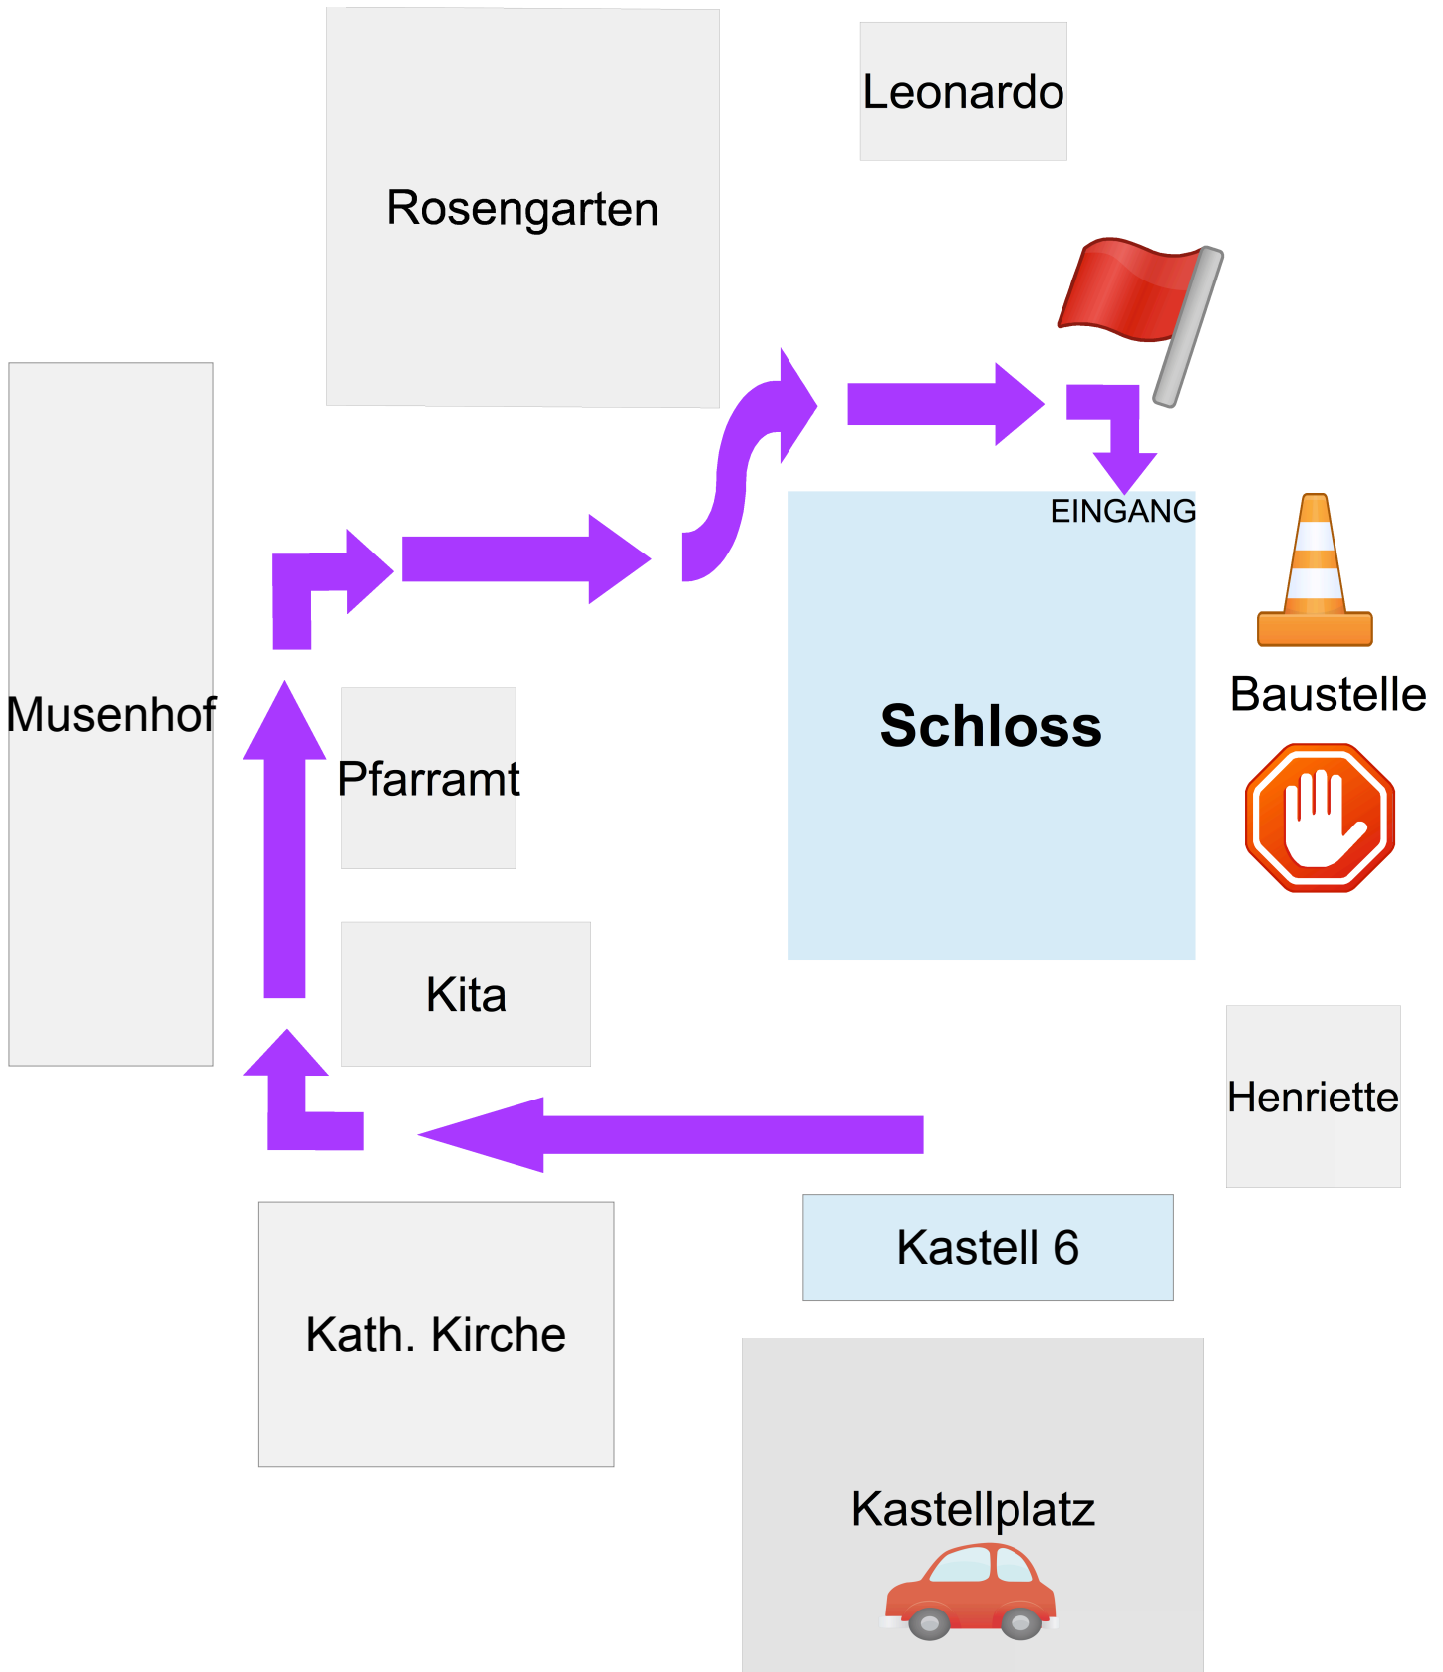 Leonardo
Rosengarten
EINGANG
Baustelle
Musenhof
Schloss
Pfarramt
Kita
Henriette
Kastell 6
Kath. Kirche
Kastellplatz